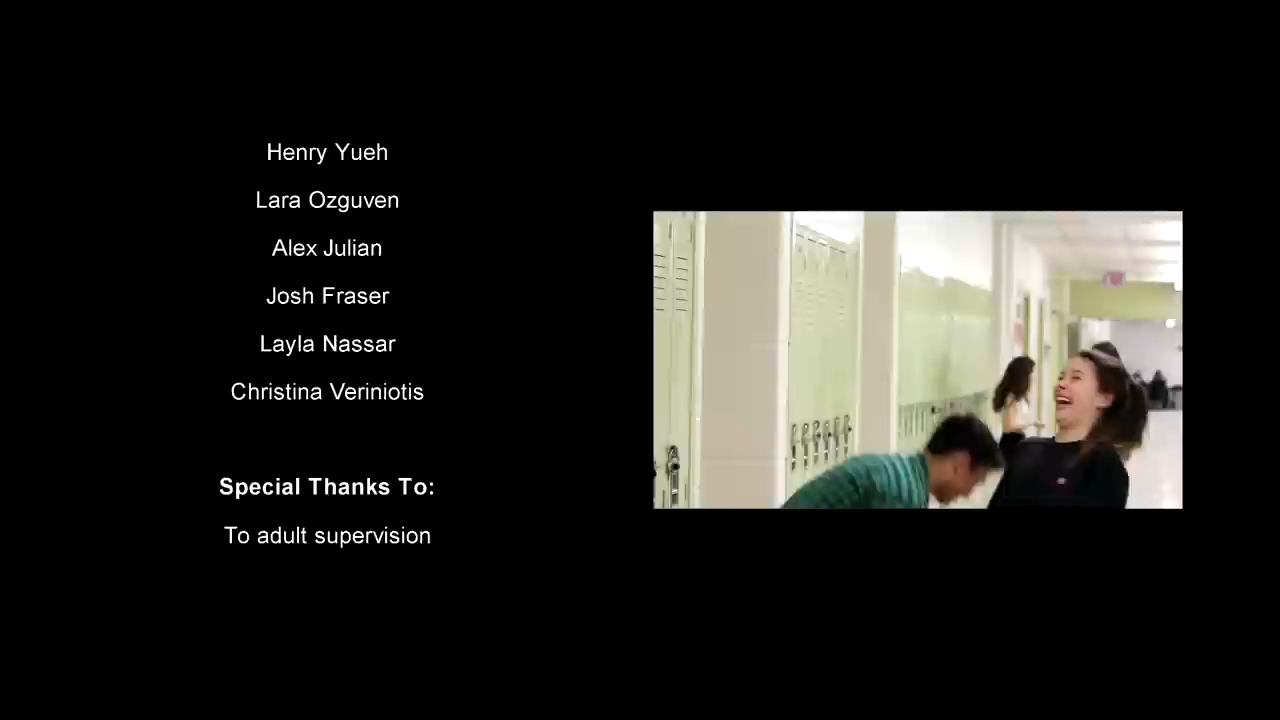 Henry Yueh
Lara Ozguven
Alex Julian
Josh Fraser
Layla Nassar
Christina Veriniotis
Special Thanks To:
To adult supervision